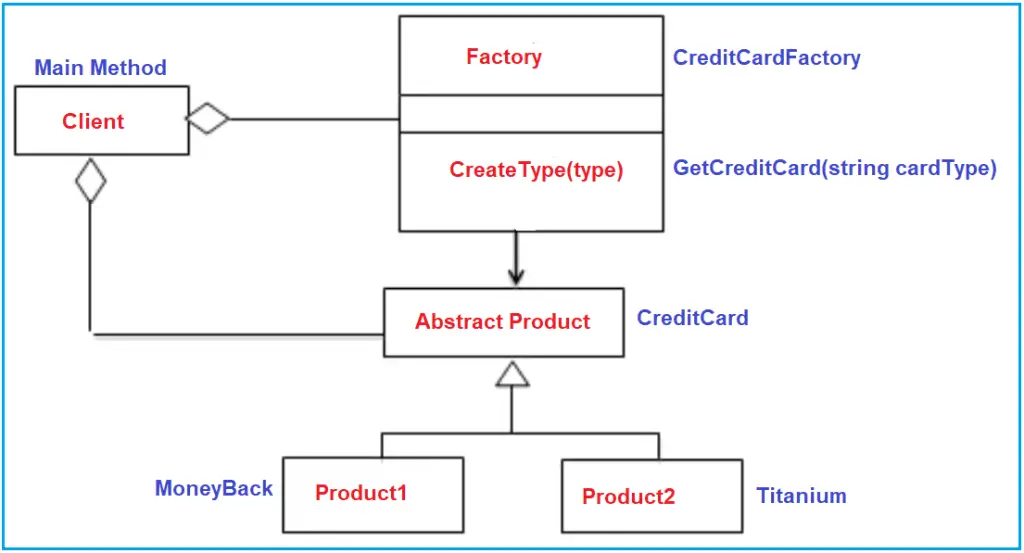 Factory
CreditCardFactory
Main Method
Client
CreateType(type)
GetCreditCard(string cardType)
Abstract Product
CreditCard
MoneyBack
Product1
Product2
Titanium